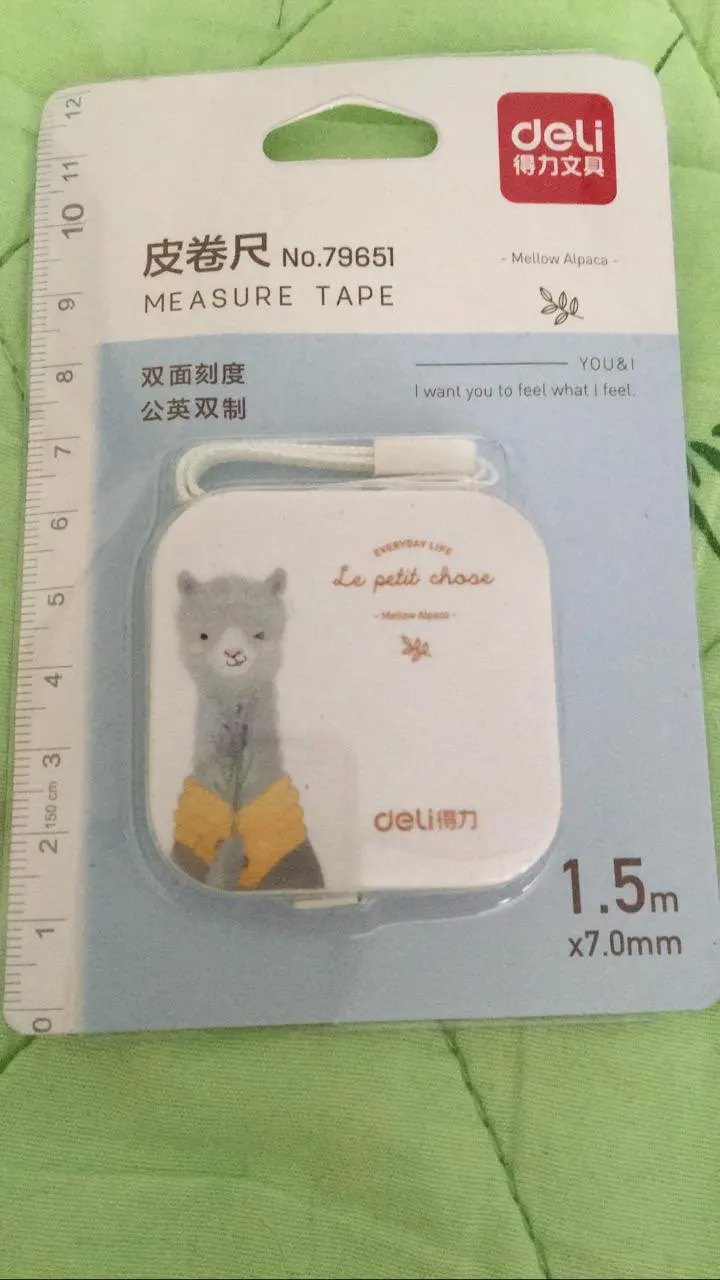 deli
得力文具
皮卷尺 No.79651
MEASURE TAPE
- Mellow Alpaca -
双面刻度
公英双制
YOU&I
I want you to feel what I feel.
EVERYDAY LIFE
Le petit chose
- Mellow Alpaca -
deli得力
1.5m
x7.0mm
12
11
10
9
8
7
6
5
4
3
150 cm
2
1
0